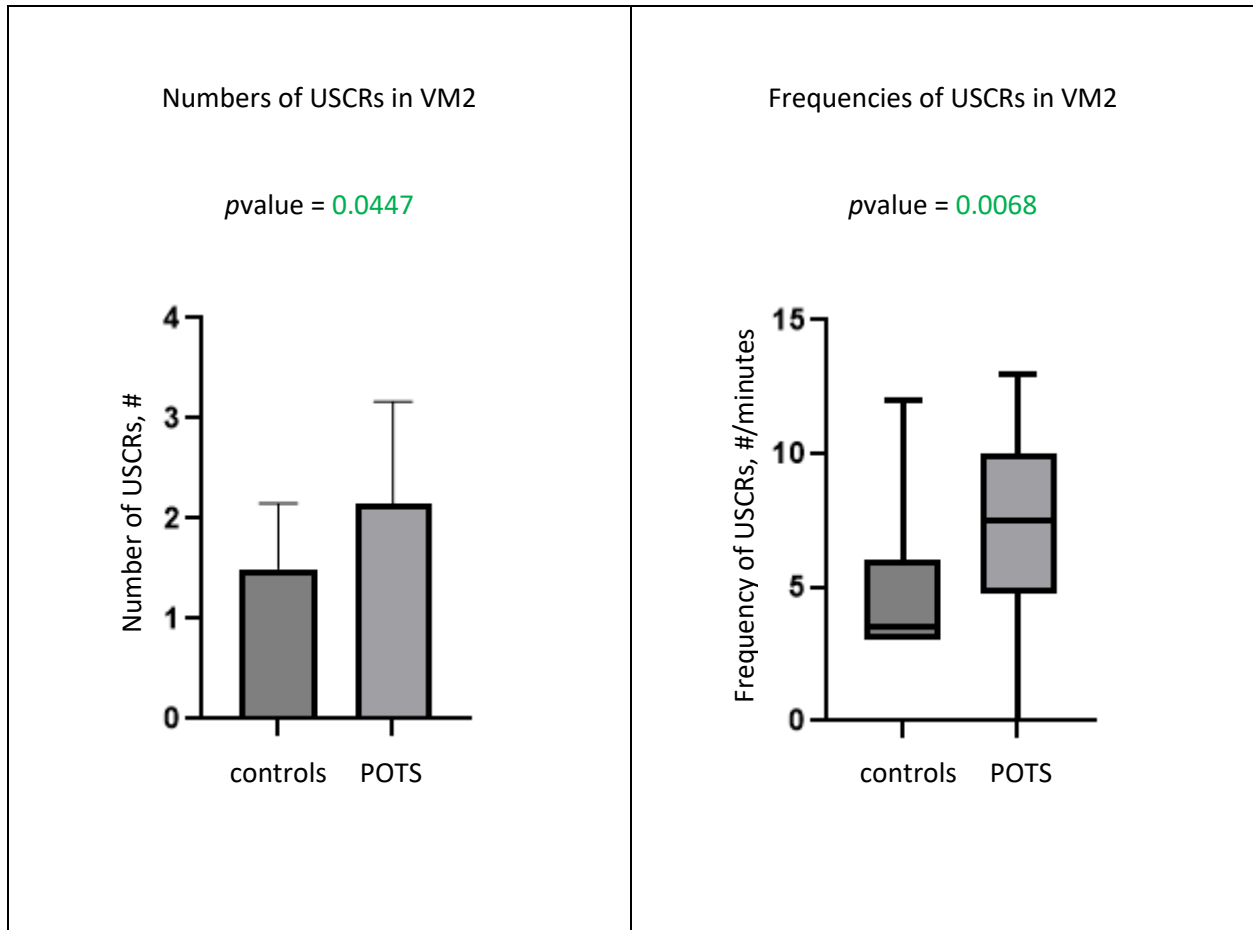 Numbers of USCRs in VM2
pvalue = 0.0447
Number of USCRs, #
4
3
2
1
0
controls POTS
Frequencies of USCRs in VM2
pvalue = 0.0068
Frequency of USCRs, #/minutes
15
10
5
0
controls POTS